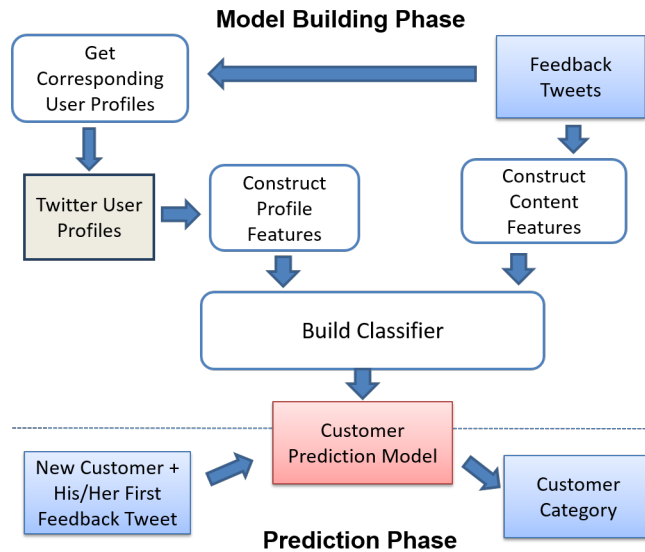 Model Building Phase
Get
Corresponding
User Profiles
Feedback
Tweets
Twitter User
Profiles
Construct
Profile
Features
Construct
Content
Features
Build Classifier
Customer
Prediction Model
New Customer +
His/Her First
Feedback Tweet
Customer
Category
Prediction Phase